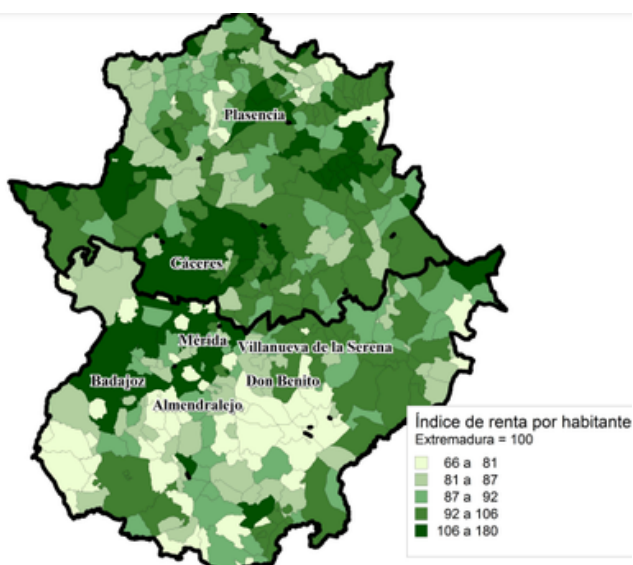 Plasencia
Cáceres
Mérida
Villanueva de la Serena
Badajoz
Don Benito
Almendralejo
Índice de renta por habitante
Extremadura = 100
66 a 81
81 a 87
87 a 92
92 a 106
106 a 180